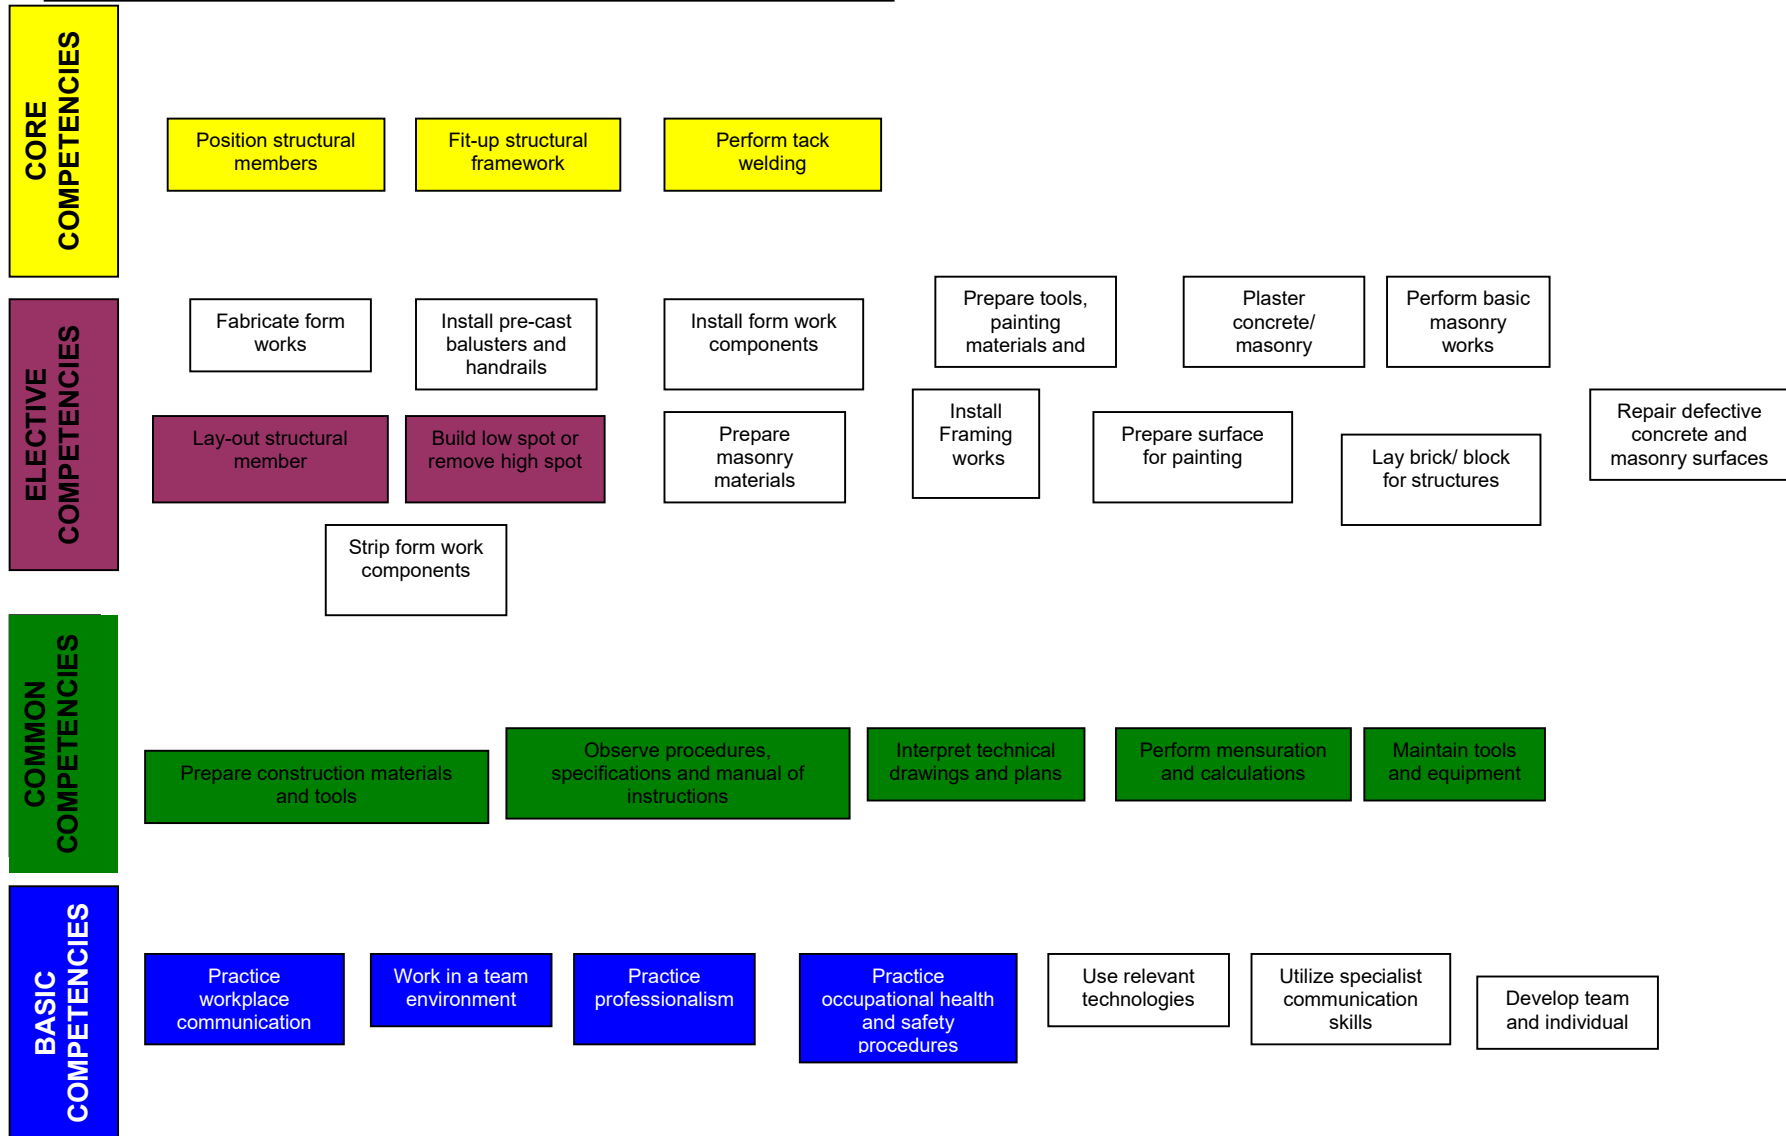 CORE
COMPETENCIES
Position structural
members
Fit-up structural
framework
Perform tack
welding
ELECTIVE
COMPETENCIES
Fabricate form
works
Install pre-cast
balusters and
handrails
Install form work
components
Prepare tools,
painting
materials and
Plaster
concrete/
masonry
Perform basic
masonry
works
Lay-out structural
member
Build low spot or
remove high spot
Prepare
masonry
materials
Install
Framing
works
Prepare surface
for painting
Lay brick/ block
for structures
Repair defective
concrete and
masonry surfaces
Strip form work
components
COMMON
COMPETENCIES
Prepare construction materials
and tools
Observe procedures,
specifications and manual of
instructions
Interpret technical
drawings and plans
Perform mensuration
and calculations
Maintain tools
and equipment
BASIC
COMPETENCIES
Practice
workplace
communication
Work in a team
environment
Practice
professionalism
Practice
occupational health
and safety
procedures
Use relevant
technologies
Utilize specialist
communication
skills
Develop team
and individual